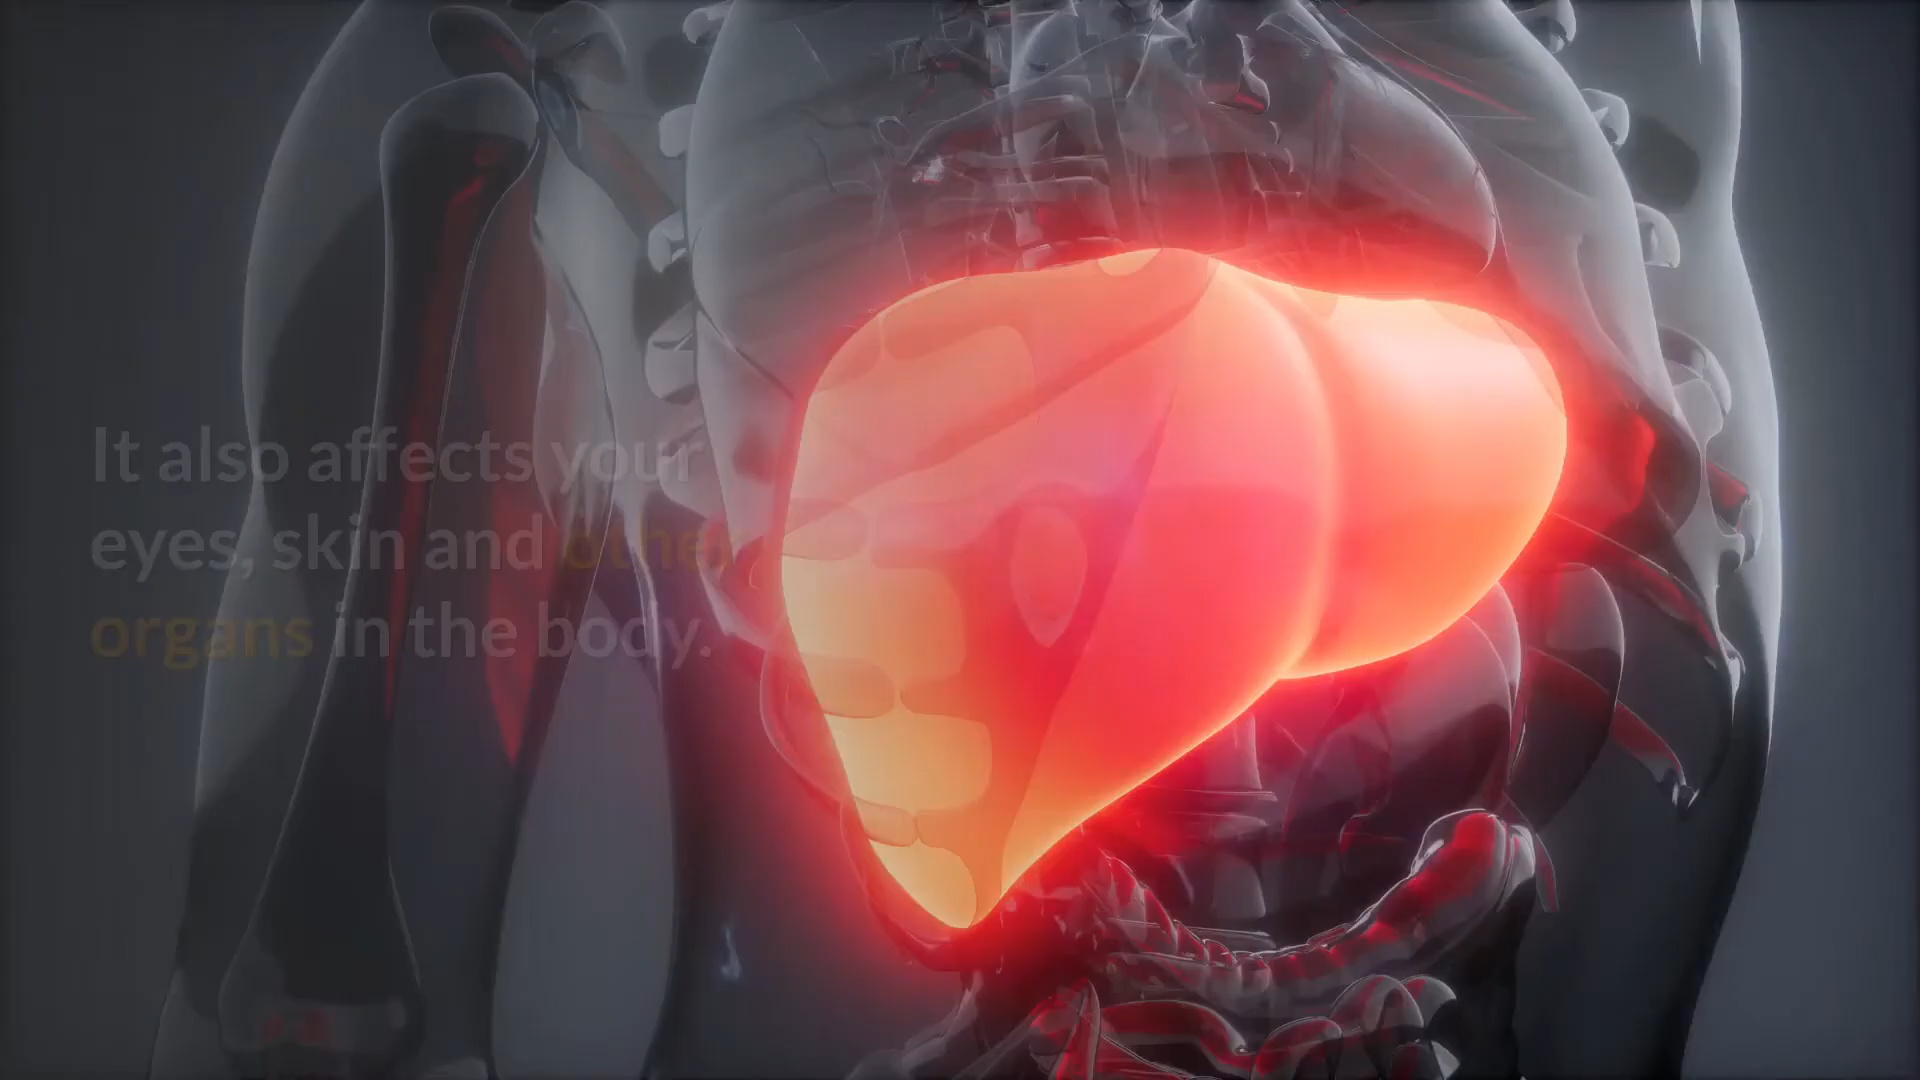 It also affects your
eyes, skin and other
organs in the body.